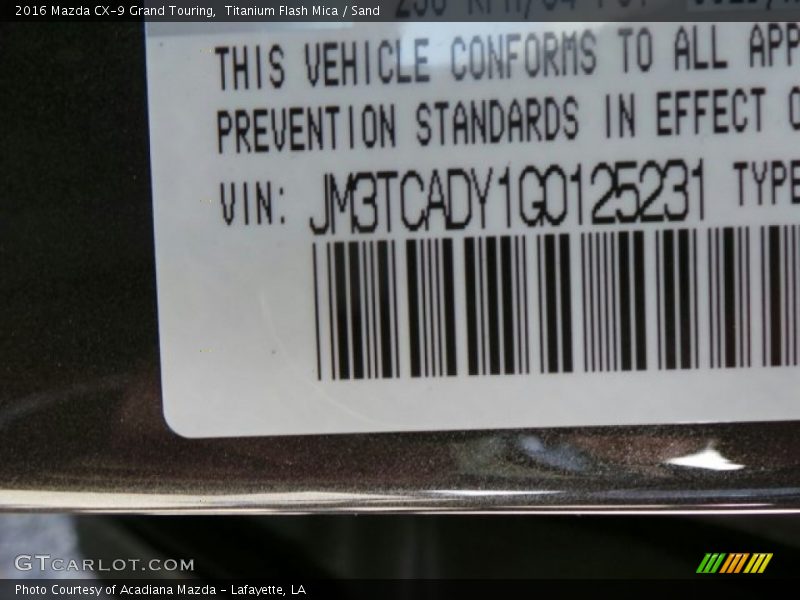 2016 Mazda CX-9 Grand Touring, Titanium Flash Mica / Sand
THIS VEHICLE CONFORMS TO ALL APP
PREVENTION STANDARDS IN EFFECT
VIN: JM3TCADY1G0125231 TYPE
GTCARLOT.COM
Photo Courtesy of Acadiana Mazda - Lafayette, LA